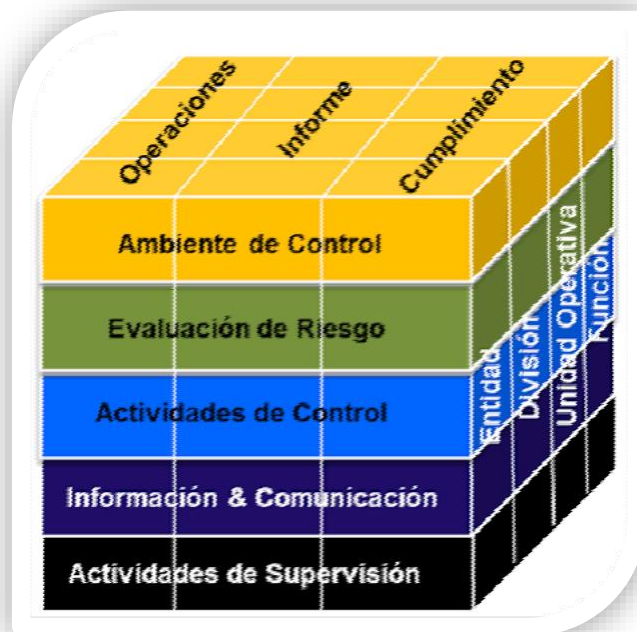 Operaciones
Informe
Cumplimiento
Ambiente de Control
Evaluación de Riesgo
Actividades de Control
Información & Comunicación
Actividades de Supervisión
Entidad
División
Unidad Operativa
Función